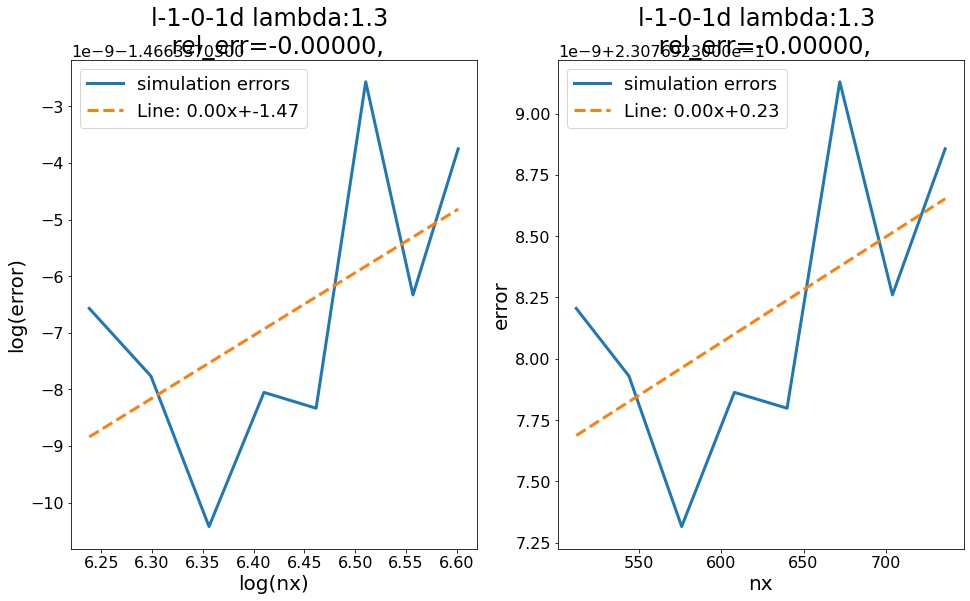 l-1-0-1d lambda:1.3
rel_err=-0.00000,
1e−9−1.4663370300
simulation errors
Line: 0.00x+-1.47
−3
−4
−5
−6
−7
−8
−9
−10
log(error)
6.25
6.30
6.35
6.40
6.45
6.50
6.55
6.60
log(nx)
l-1-0-1d lambda:1.3
rel_err=-0.00000,
1e−9+2.3076923000e−1
simulation errors
Line: 0.00x+0.23
9.00
8.75
8.50
8.25
8.00
7.75
7.50
7.25
error
550
600
650
700
nx